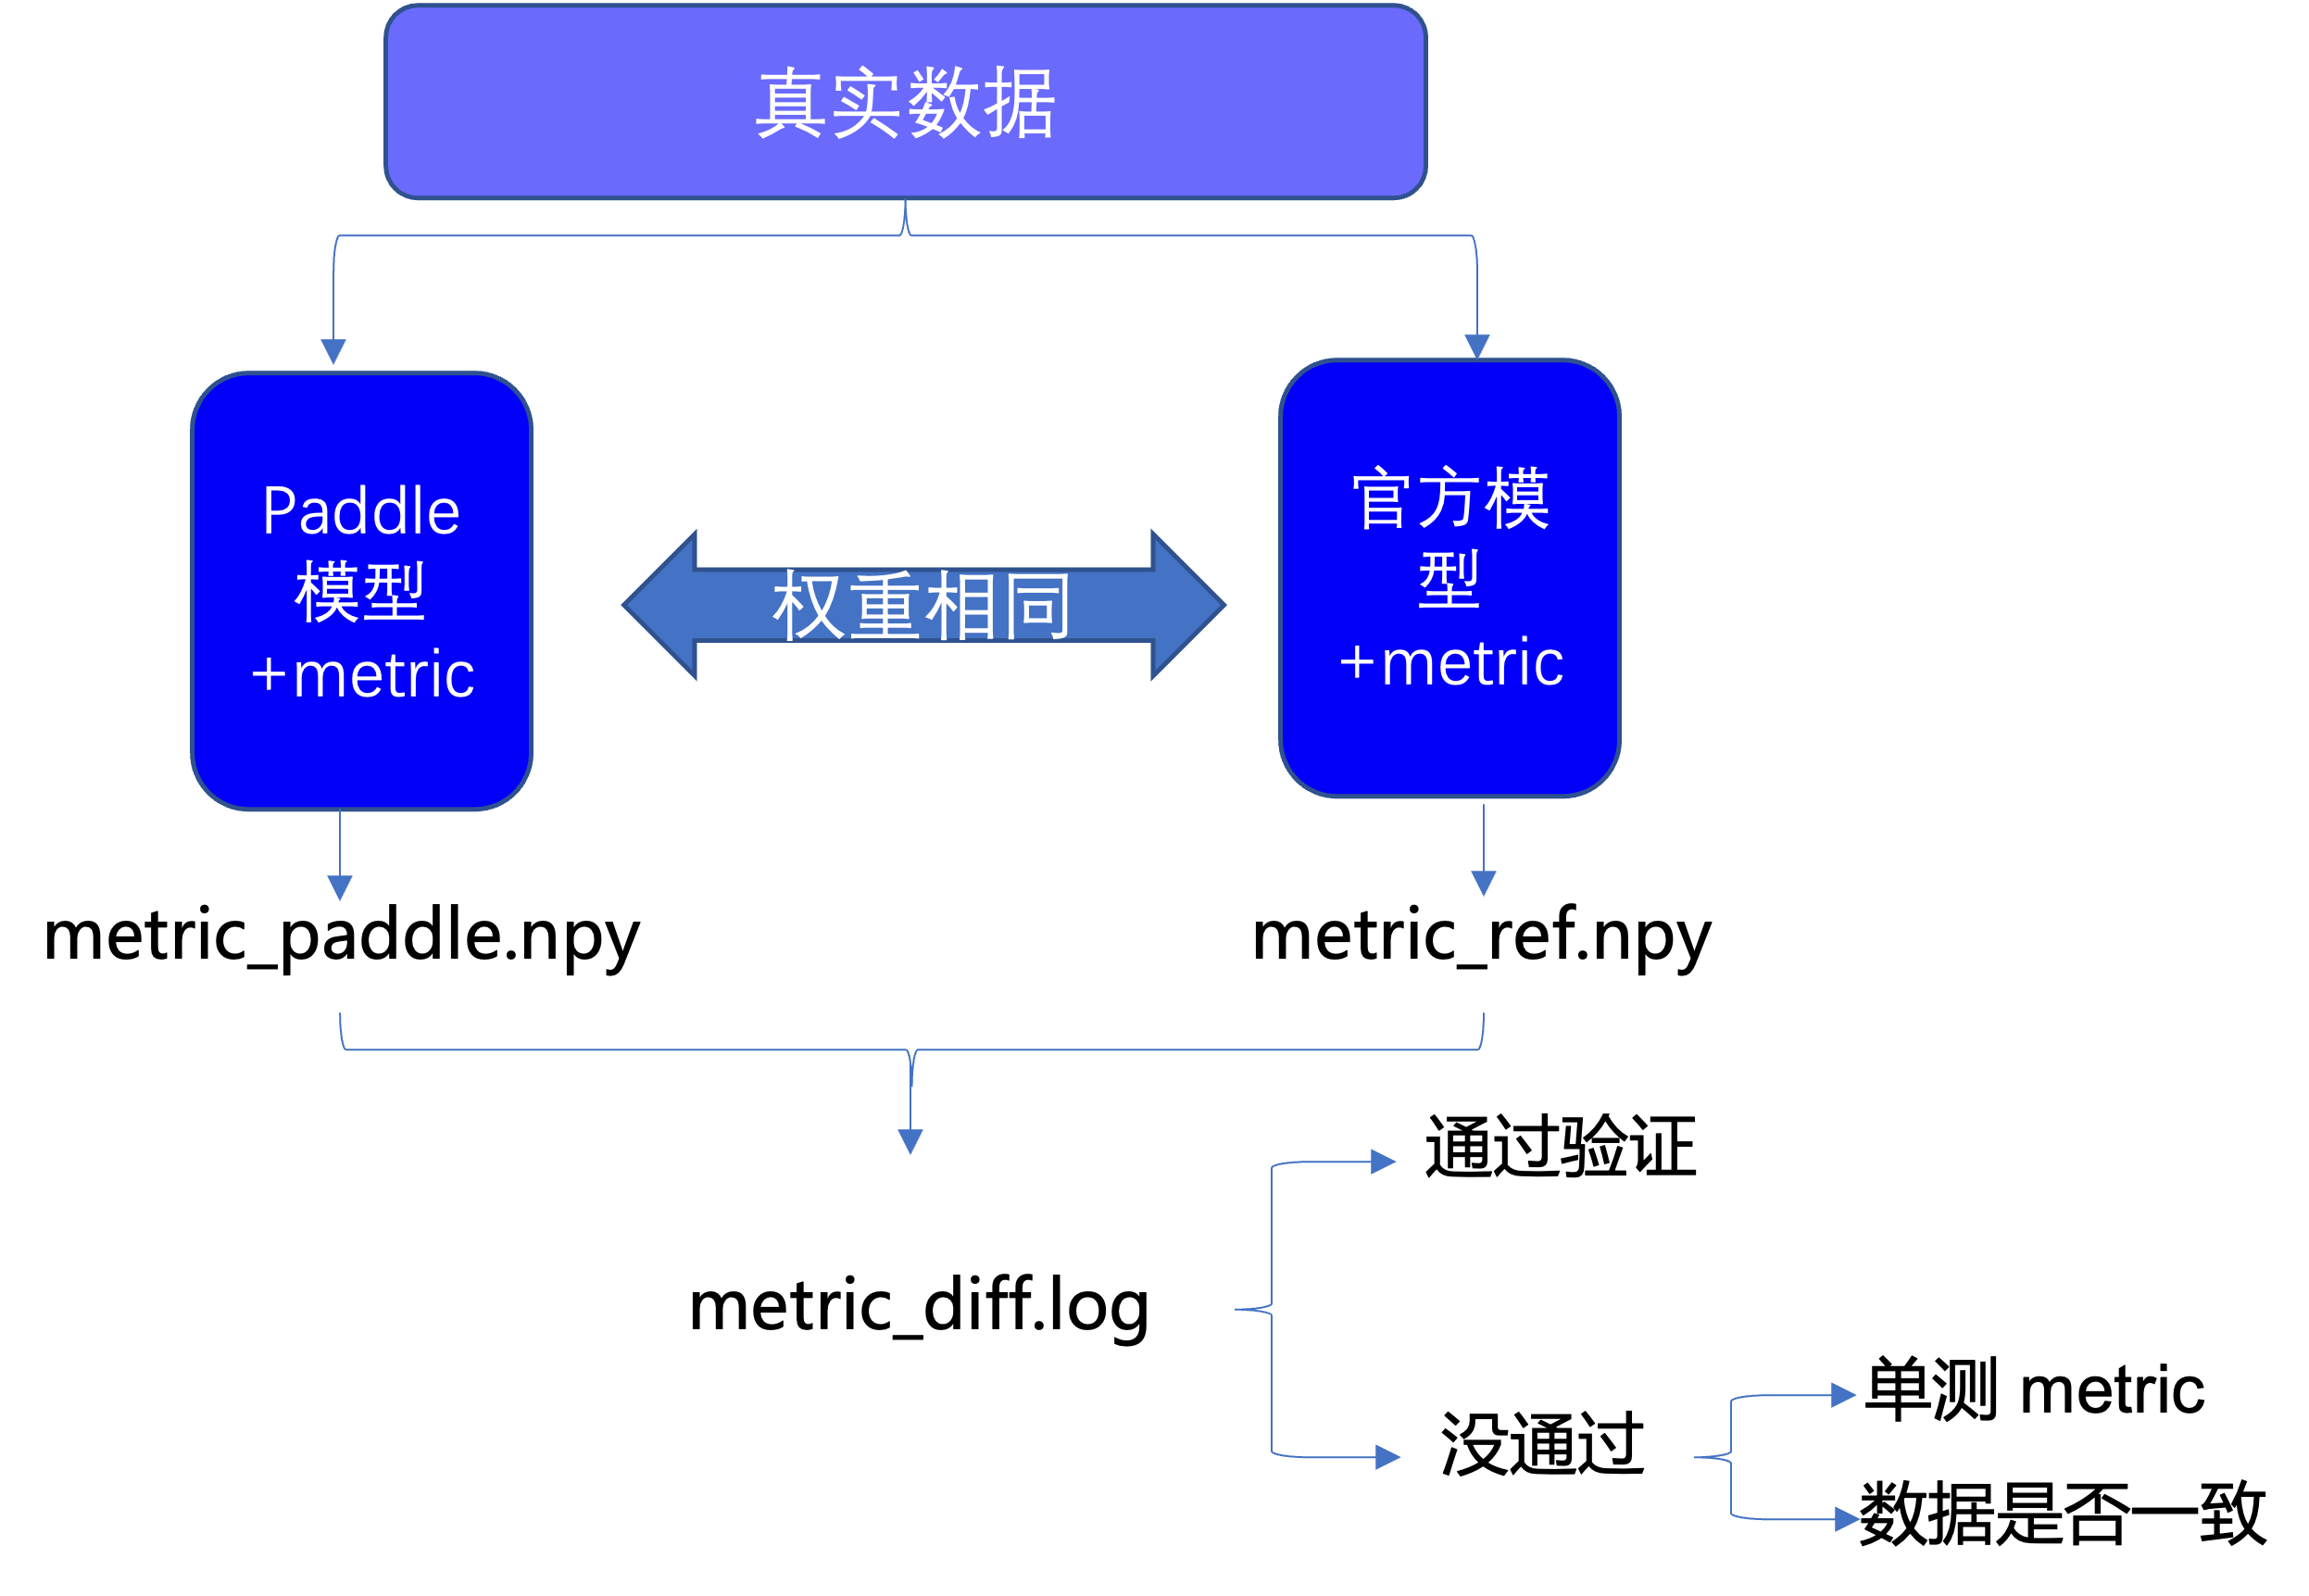 真实数据
Paddle
模型
+metric
权重相同
官方模
型
+metric
metric_paddle.npy
metric_ref.npy
通过验证
metric_diff.log
没通过
单测 metric
数据是否一致